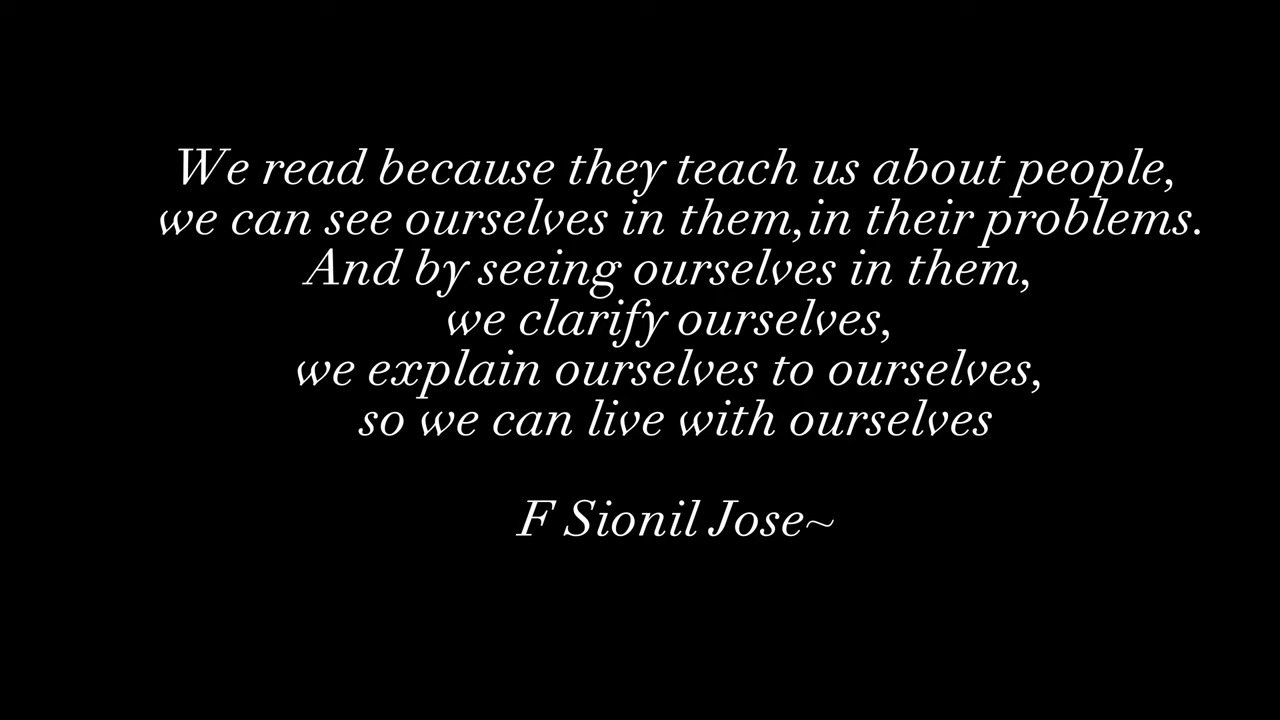 We read because they teach us about people,
we can see ourselves in them,in their problems.
And by seeing ourselves in them,
we clarify ourselves,
we explain ourselves to ourselves,
so we can live with ourselves
F Sionil Jose~